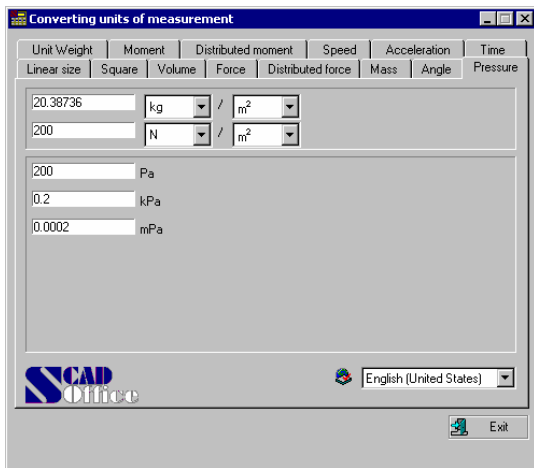 Converting units of measurement
Unit Weight Moment Distributed moment Speed Acceleration Time
Linear size Square Volume Force Distributed force Mass Angle Pressure
20.38736 kg / m²
200 N / m²
200 Pa
0.2 kPa
0.0002 mPa
SCAD
Office
English (United States)
Exit